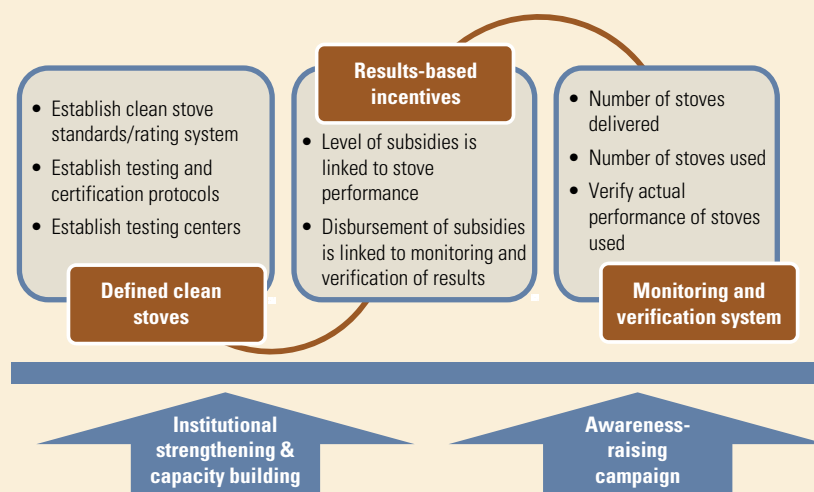 • Establish clean stove
standards/rating system
• Establish testing and
certification protocols
• Establish testing centers
Defined clean
stoves
Results-based
incentives
• Level of subsidies is
linked to stove
performance
• Disbursement of subsidies
is linked to monitoring and
verification of results
• Number of stoves
delivered
• Number of stoves used
• Verify actual
performance of stoves
used
Monitoring and
verification system
Institutional
strengthening &
capacity building
Awareness-
raising
campaign